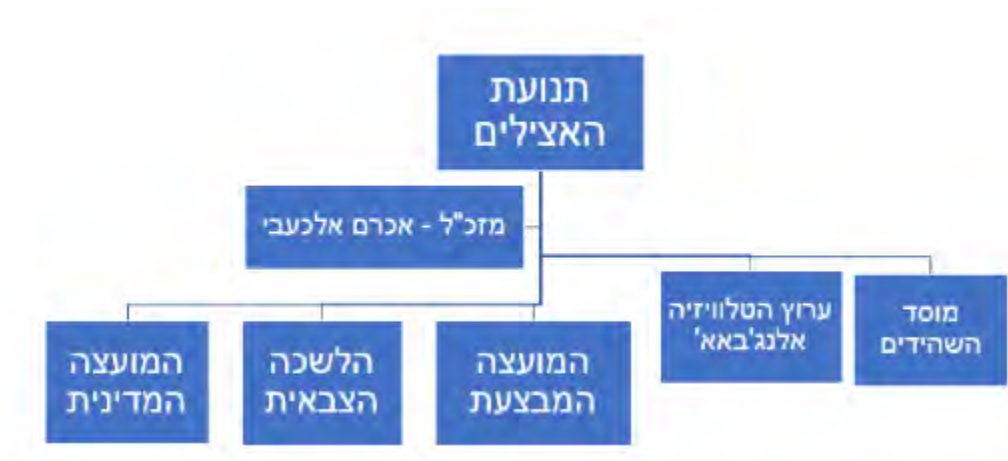 תנועת
האצילים
מזכ"ל - אכרם אלכעבי
מוסד
השהידים
ערוץ הטלוויזיה
אלנג'באא'
המועצה
המבצעת
הלשכה
הצבאית
המועצה
המדינית